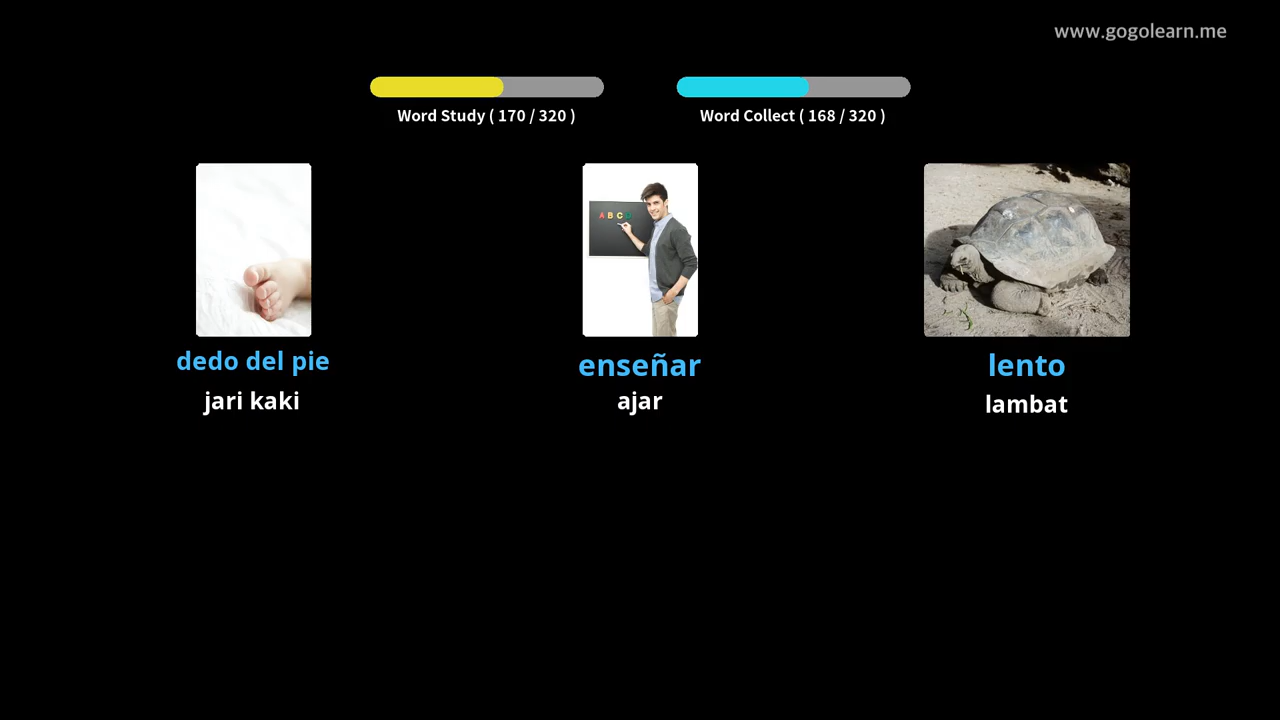 www.gogolearn.me
Word Study ( 170 / 320 )
Word Collect ( 168 / 320 )
A B C
dedo del pie
enseñar
lento
jari kaki
ajar
lambat